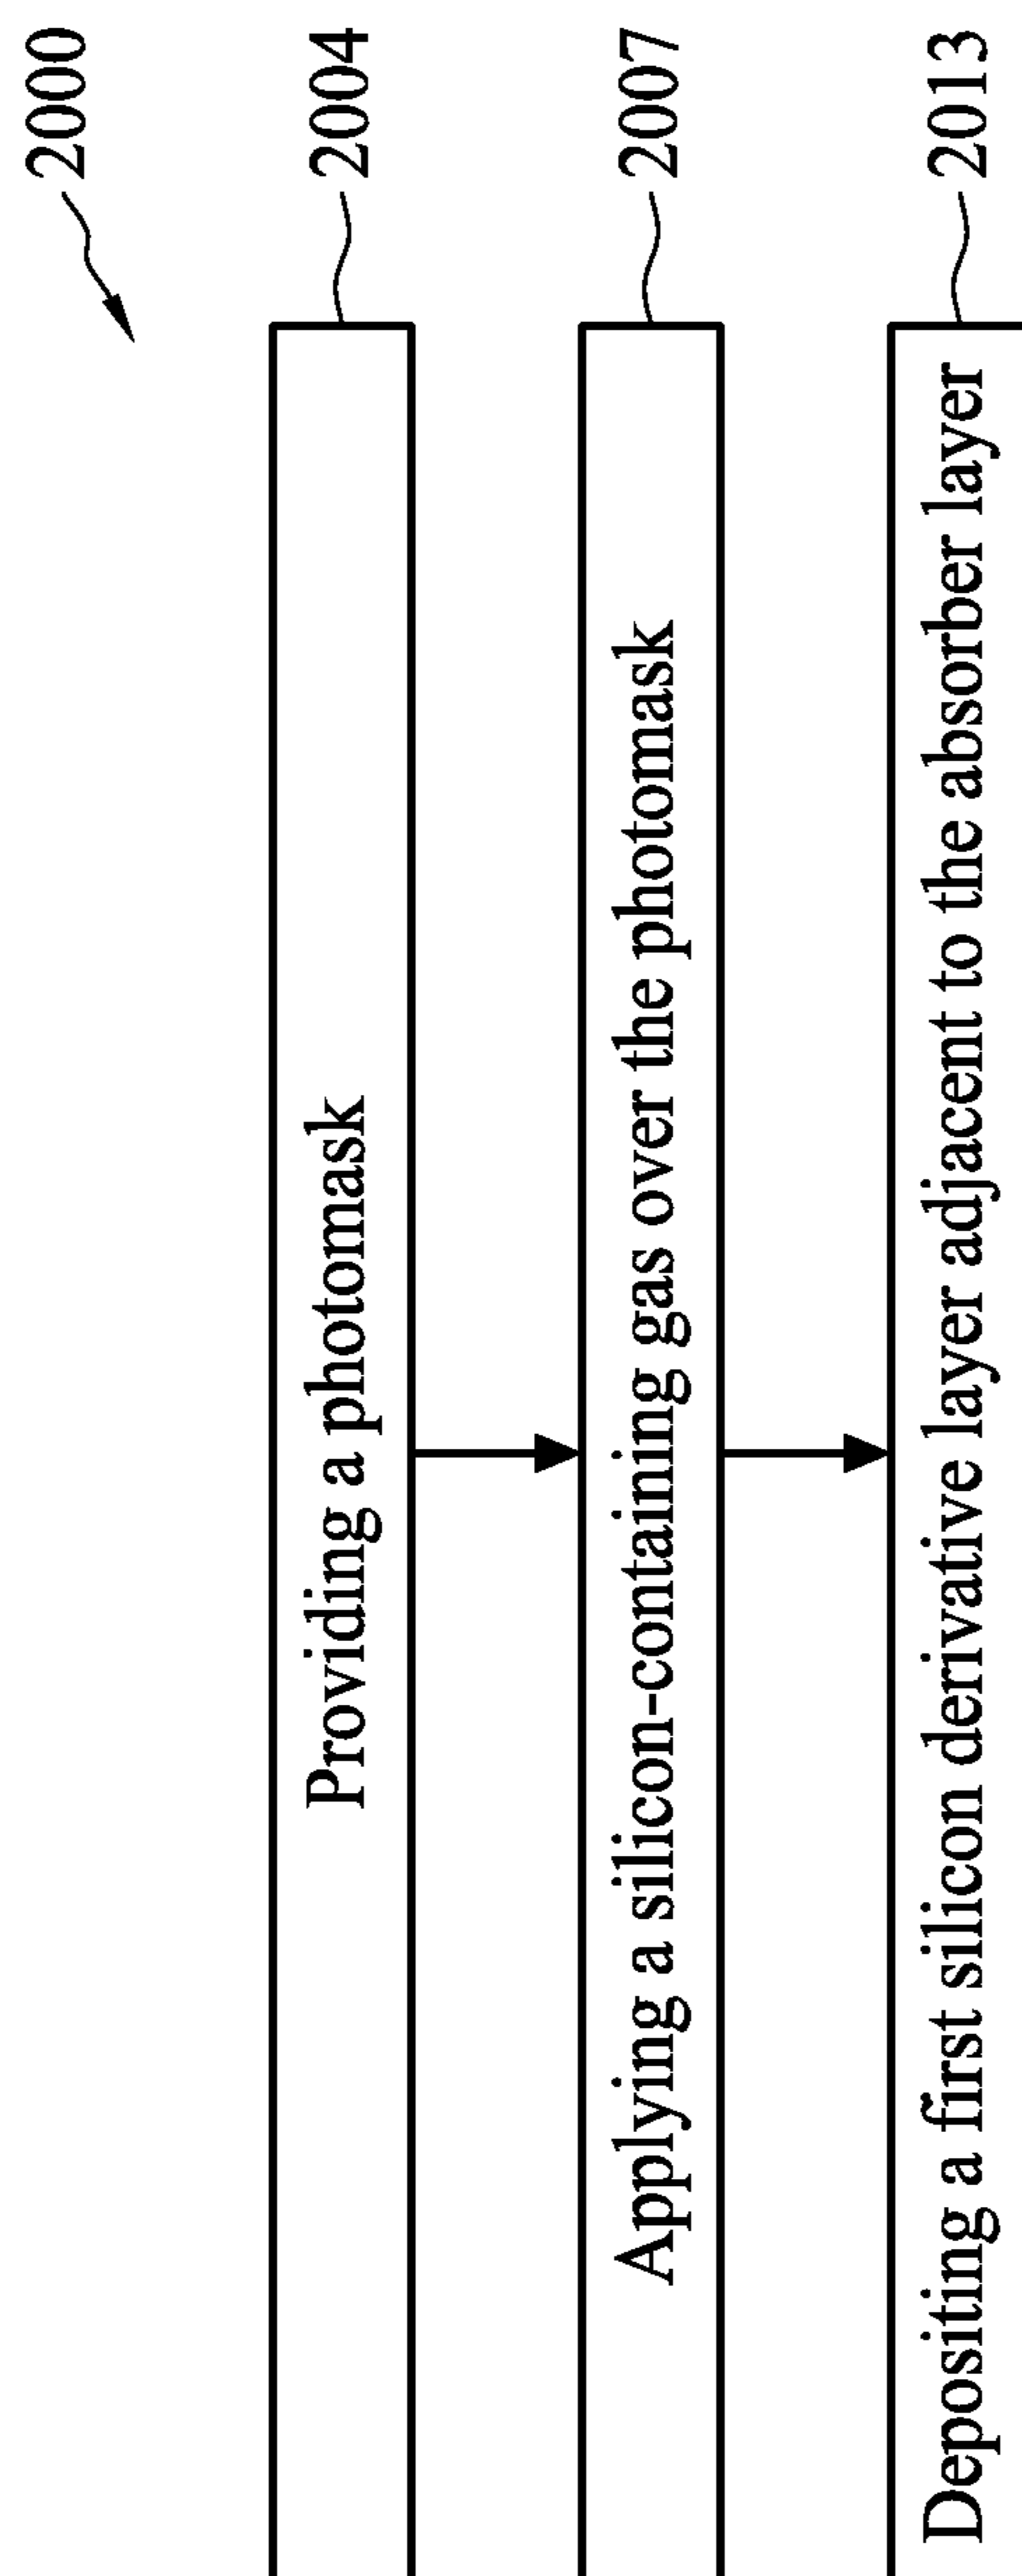 2000
Providing a photomask
2004
Applying a silicon-containing gas over the photomask
2007
Depositing a first silicon derivative layer adjacent to the absorber layer
2013